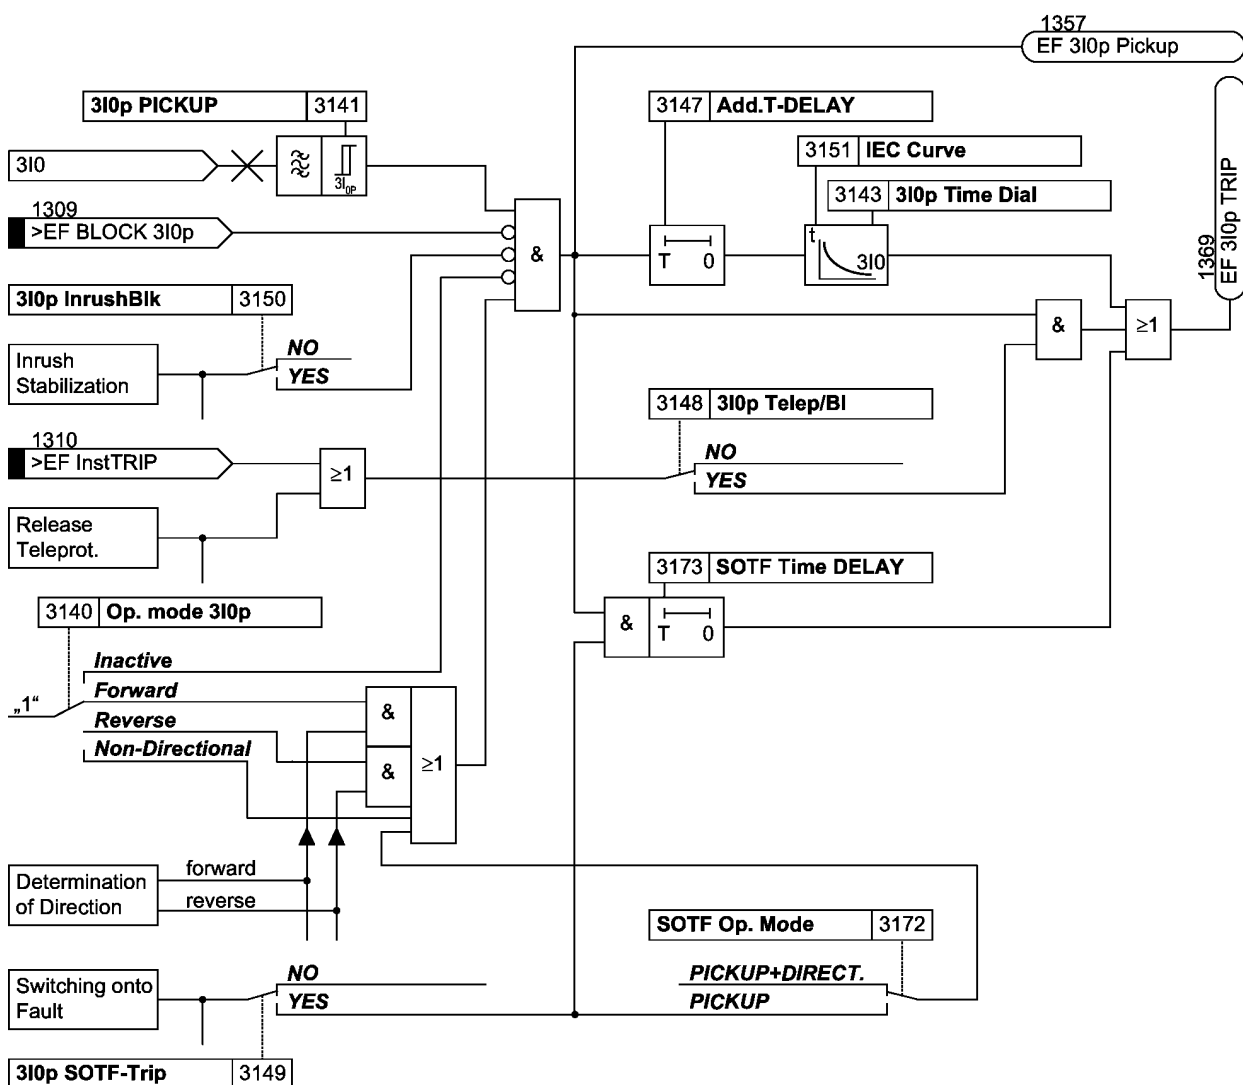 1357
EF 3I0p Pickup
3I0p PICKUP 3141
3147 Add.T-DELAY
3151 IEC Curve
3143 3I0p Time Dial
3I0
3I0P
1309
>EF BLOCK 3I0p
&
T 0
t
3I0
1369
EF 3I0p TRIP
3I0p InrushBlk 3150
&
≥1
Inrush
Stabilization
NO
YES
3148 3I0p Telep/BI
1310
>EF InstTRIP
≥1
NO
YES
Release
Teleprot.
3173 SOTF Time DELAY
&
T 0
3140 Op. mode 3I0p
Inactive
„1“
Forward
Reverse
Non-Directional
&
&
≥1
Determination
of Direction
forward
reverse
SOTF Op. Mode 3172
Switching onto
Fault
NO
YES
PICKUP+DIRECT.
PICKUP
3I0p SOTF-Trip 3149